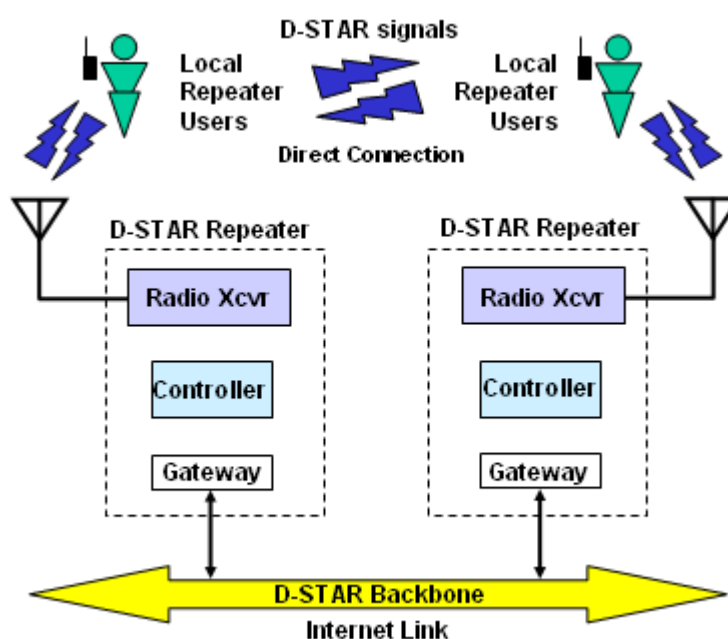 D-STAR signals
Local
Repeater
Users
Local
Repeater
Users
Direct Connection
D-STAR Repeater
D-STAR Repeater
Radio Xcvr
Radio Xcvr
Controller
Controller
Gateway
Gateway
D-STAR Backbone
Internet Link